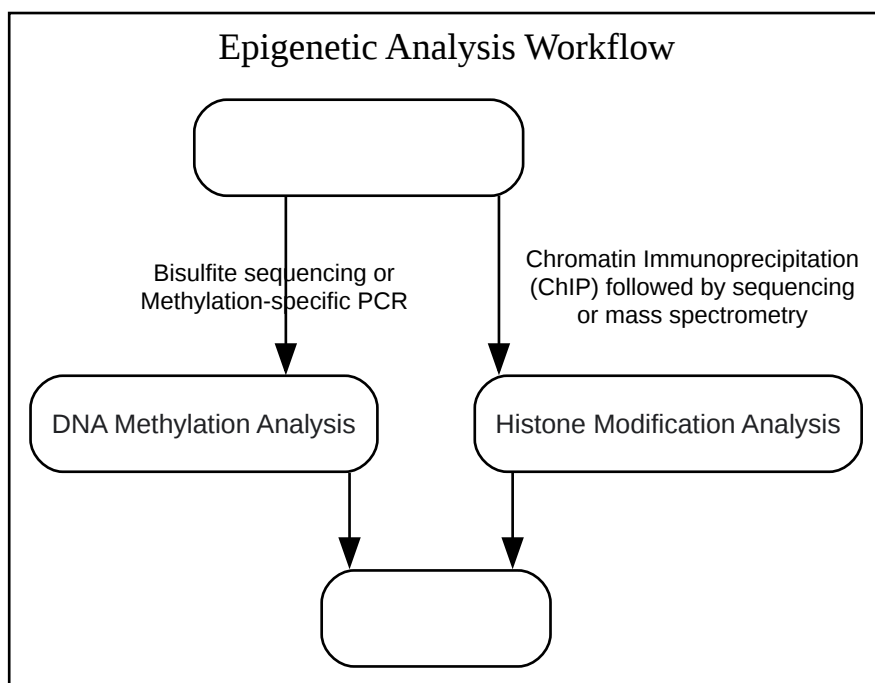 Epigenetic Analysis Workflow
Bisulfite sequencing or
Methylation-specific PCR
Chromatin Immunoprecipitation
(ChIP) followed by sequencing
or mass spectrometry
DNA Methylation Analysis
Histone Modification Analysis